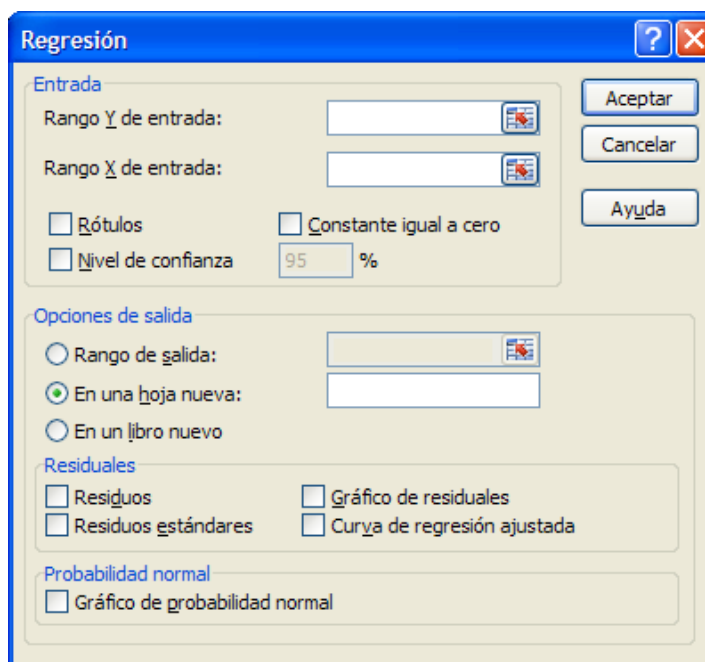 Regresión
Entrada
Rango Y de entrada:
Rango X de entrada:
Rótulos
Constante igual a cero
Nivel de confianza
95 %
Aceptar
Cancelar
Ayuda
Opciones de salida
Rango de salida:
En una hoja nueva:
En un libro nuevo
Residuales
Residuos
Gráfico de residuales
Residuos estándares
Curva de regresión ajustada
Probabilidad normal
Gráfico de probabilidad normal